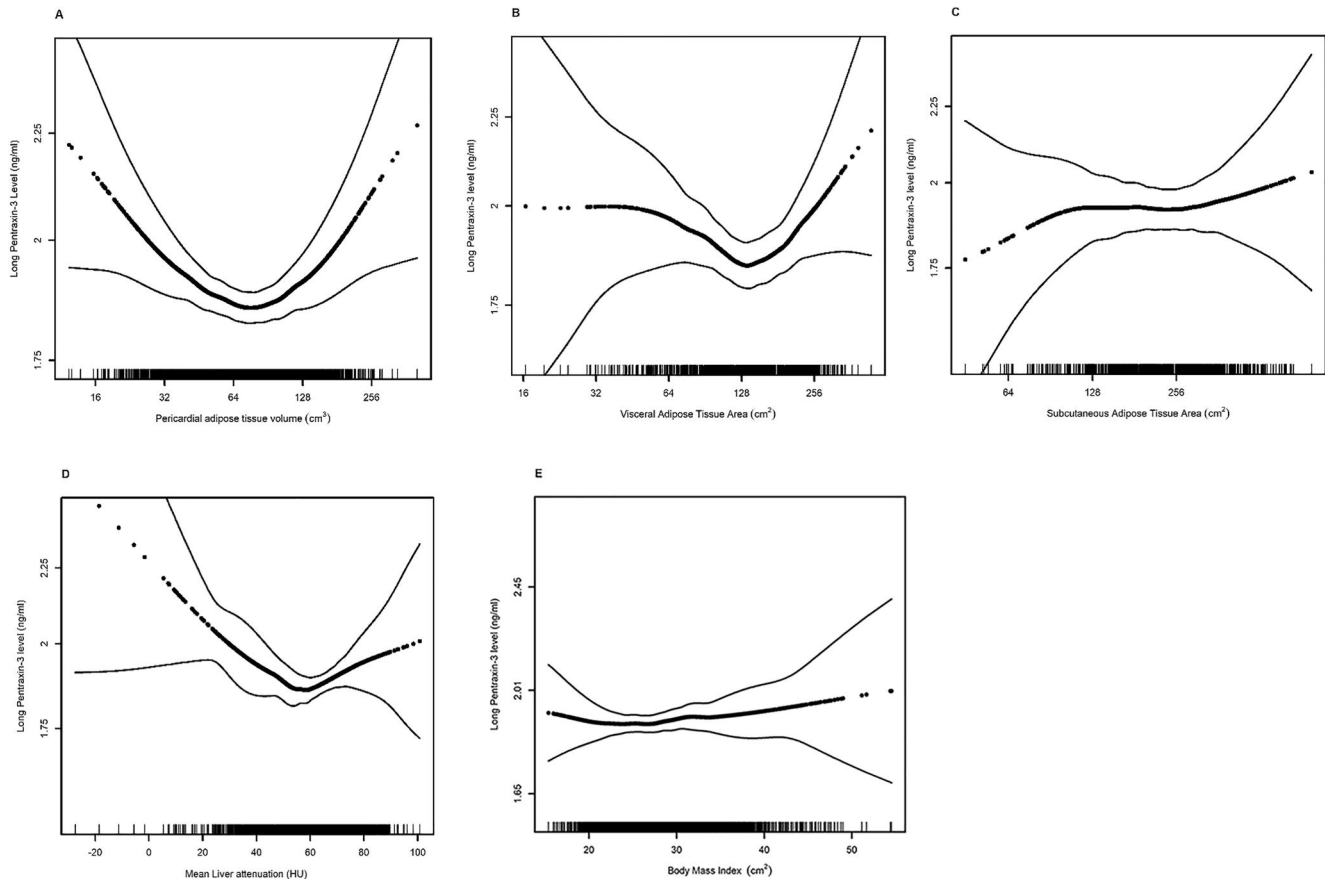 A
Long Pentraxin-3 Level (ng/ml)
2.25
2
1.75
16 32 64 128 256
Pericardial adipose tissue volume (cm³)
B
Long Pentraxin-3 level (ng/ml)
2.25
2
1.75
16 32 64 128 256
Visceral Adipose Tissue Area (cm²)
C
Long Pentraxin-3 level (ng/ml)
2.25
2
1.75
64 128 256
Subcutaneous Adipose Tissue Area (cm²)
D
Long Pentraxin-3 level (ng/ml)
2.25
2
1.75
-20 0 20 40 60 80 100
Mean Liver attenuation (HU)
E
Long Pentraxin-3 level (ng/ml)
2.45
2.01
1.65
20 30 40 50
Body Mass Index (cm²)